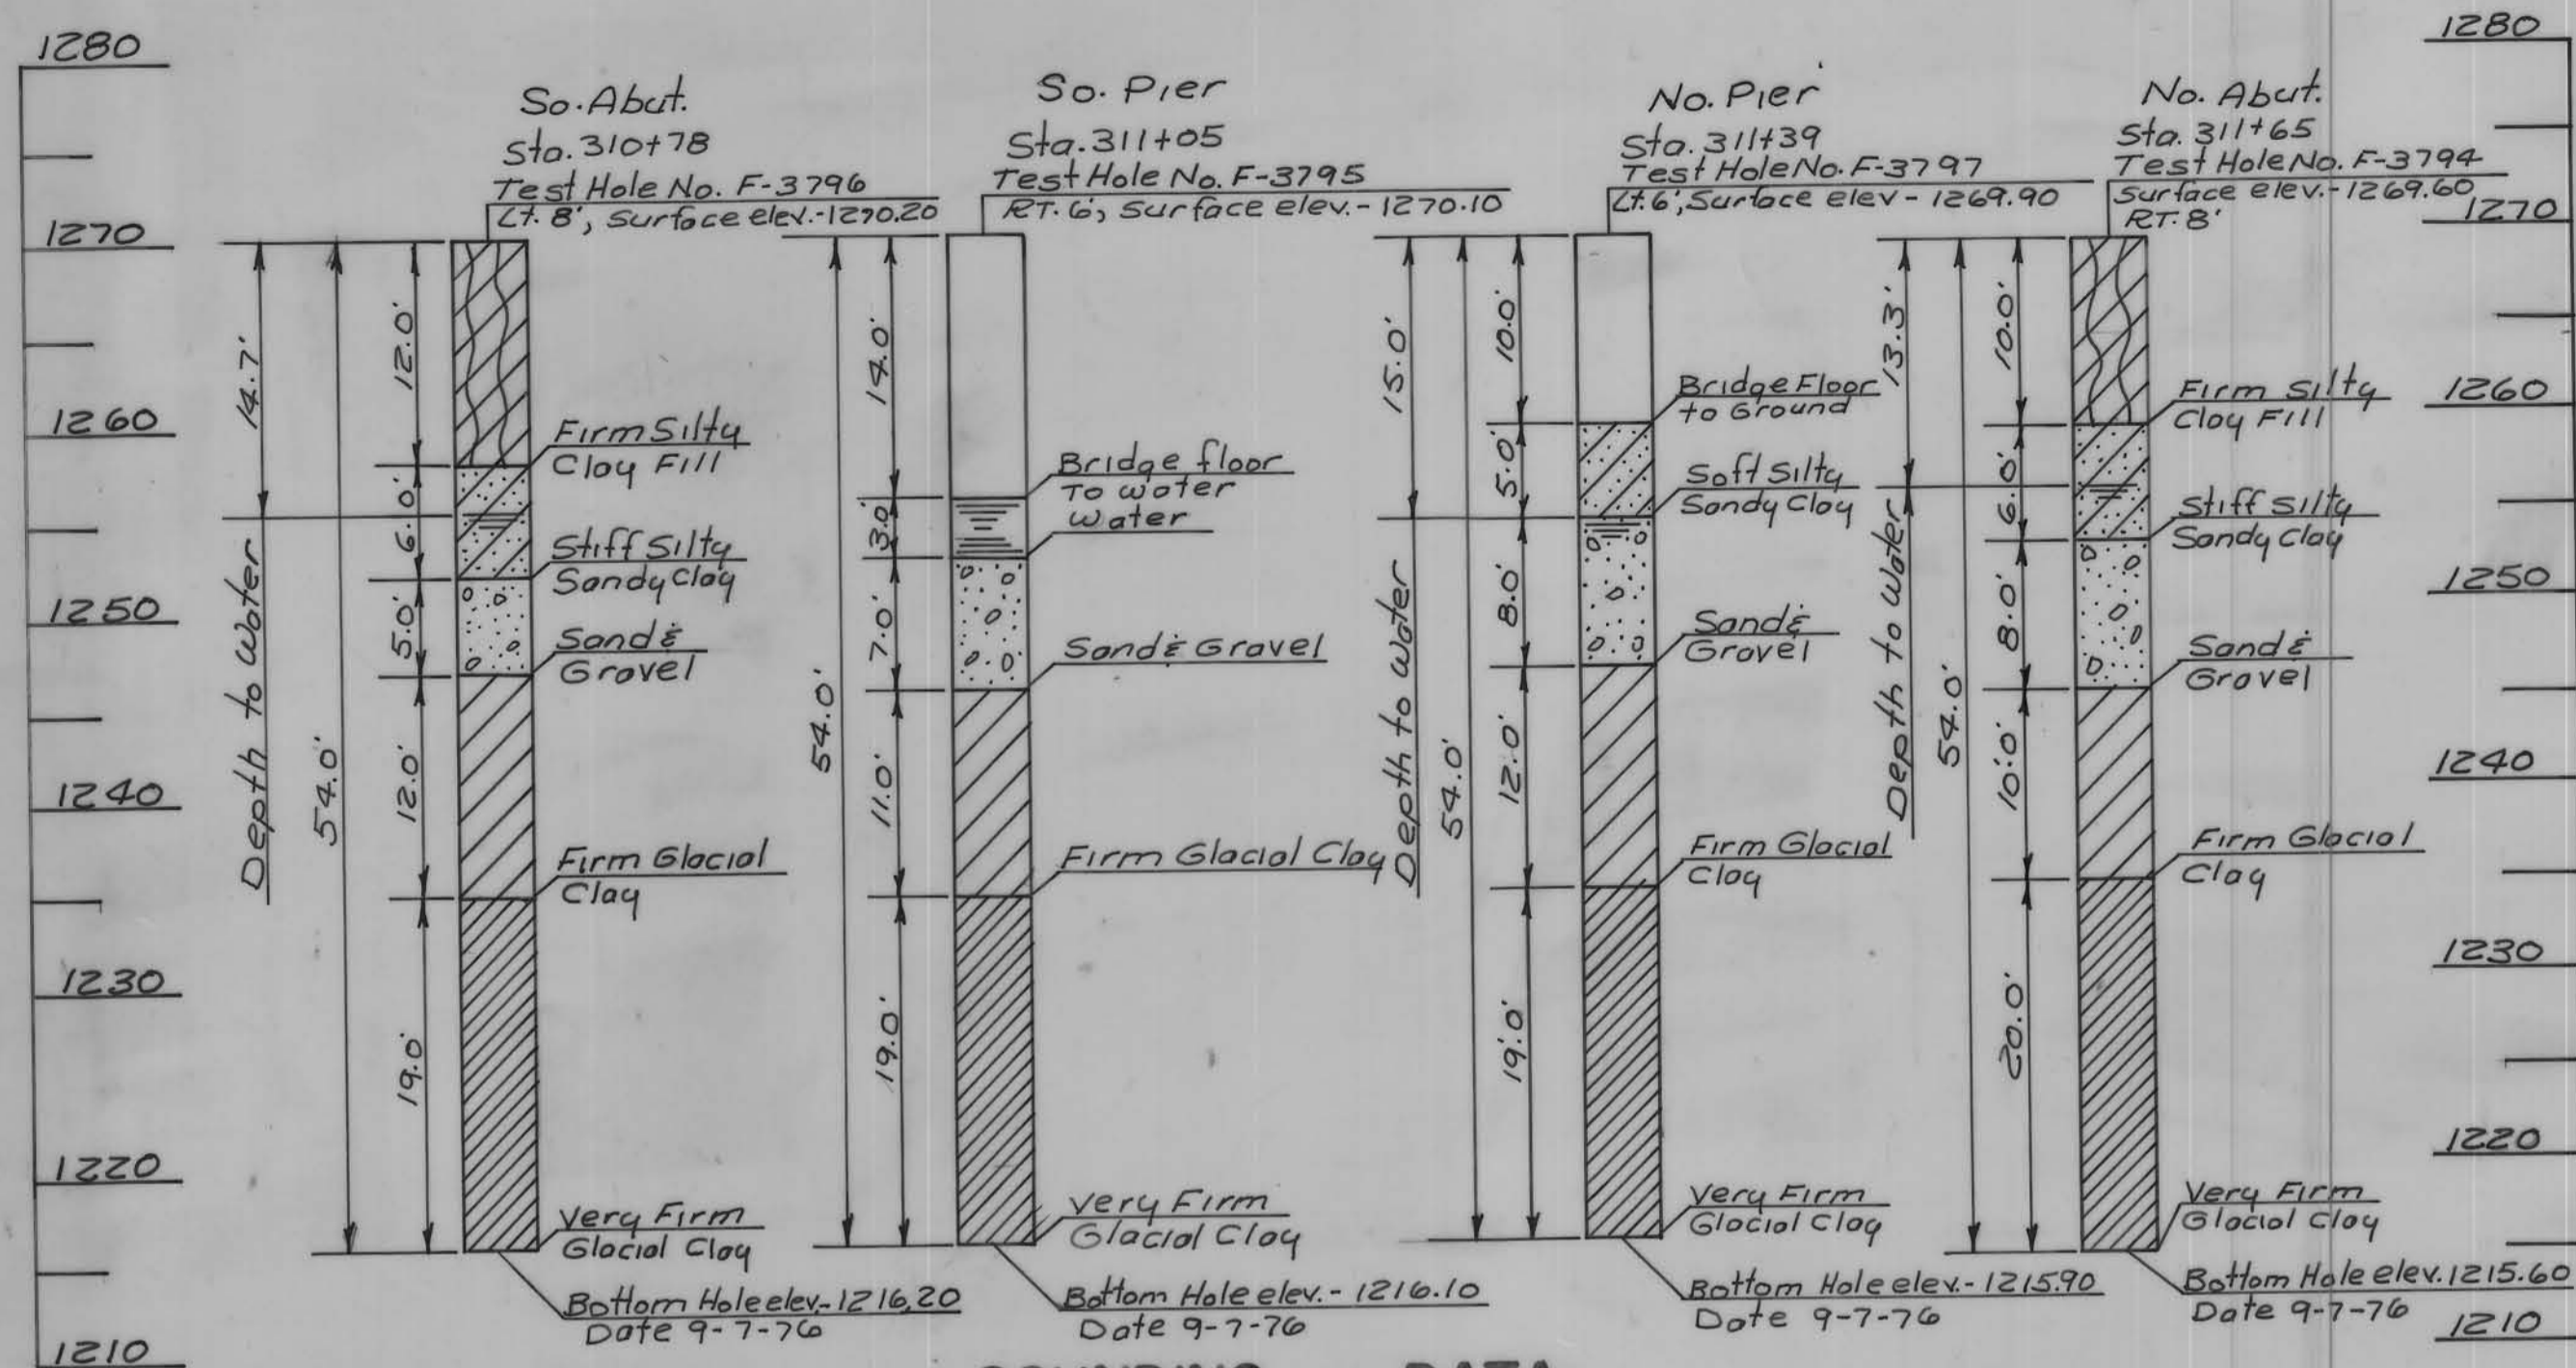 1280
1270
1260
1250
1240
1230
1220
1210
So. Abut.
Sta. 310+78
Test Hole No. F-3796
Lt. 8', Surface elev.-1270.20
14.7'
Depth to Water
54.0'
12.0'
6.0'
5.0'
12.0'
19.0'
Firm Silty
Clay Fill
Stiff Silty
Sandy Clay
Sand &
Gravel
Firm Glacial
Clay
Very Firm
Glacial Clay
Bottom Hole elev.-1216.20
Date 9-7-76
So. Pier
Sta. 311+05
Test Hole No. F-3795
RT. 6', Surface elev.- 1270.10
54.0'
14.0'
3.0'
7.0'
11.0'
19.0'
Bridge floor
To water
Water
Sand & Gravel
Firm Glacial Clay
Very Firm
Glacial Clay
Bottom Hole elev.- 1216.10
Date 9-7-76
No. Pier
Sta. 311+39
Test Hole No. F-3797
Lt. 6', Surface elev - 1269.90
15.0'
Depth to Water
54.0'
10.0'
5.0'
8.0'
12.0'
19.0'
Bridge Floor
to Ground
Soft Silty
Sandy Clay
Sand &
Gravel
Firm Glacial
Clay
Very Firm
Glacial Clay
Bottom Hole elev.- 1215.90
Date 9-7-76
No. Abut.
Sta. 311+65
Test Hole No. F-3794
Surface elev.-1269.60
RT. 8'
13.3'
Depth to Water
54.0'
10.0'
6.0'
8.0'
10.0'
20.0'
Firm Silty
Clay Fill
Stiff Silty
Sandy Clay
Sand &
Gravel
Firm Glacial
Clay
Very Firm
Glacial Clay
Bottom Hole elev. 1215.60
Date 9-7-76
1280
1270
1260
1250
1240
1230
1220
1210
SOUNDING DATA